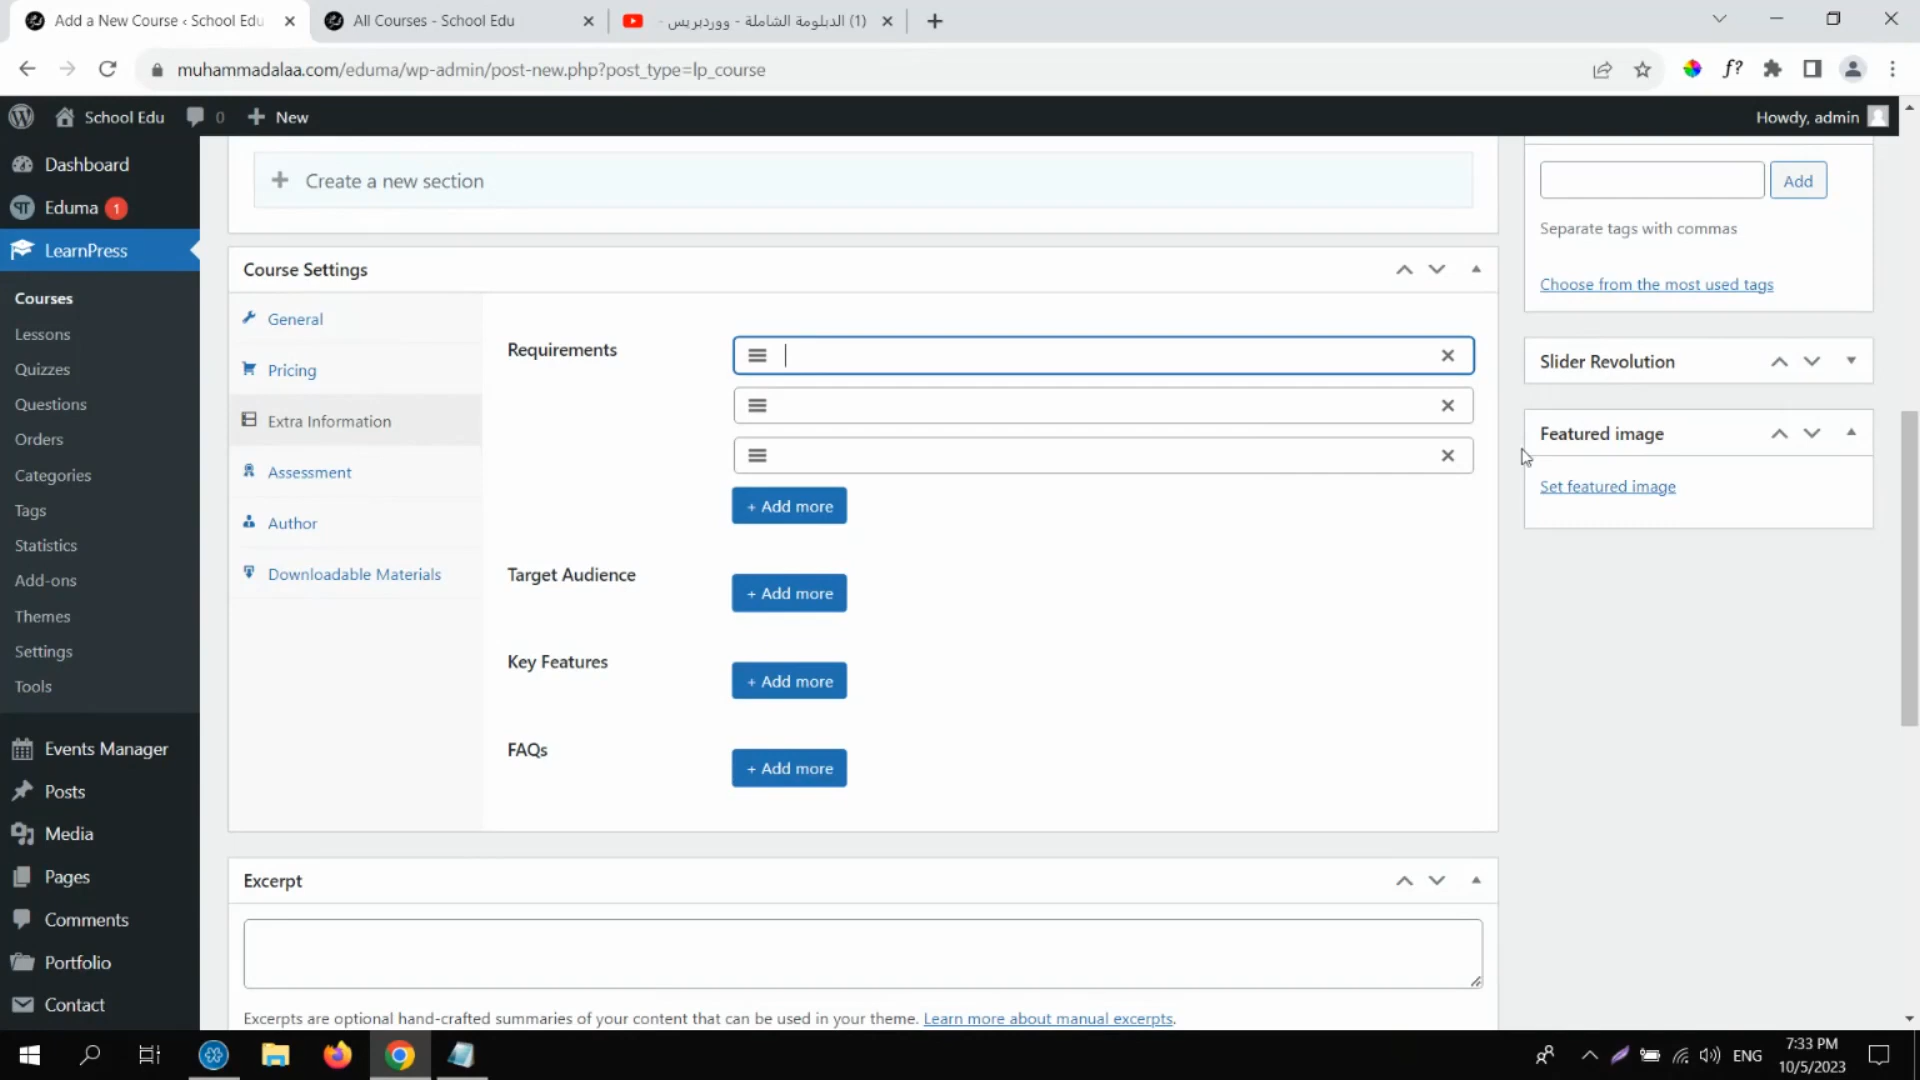 Add a New Course ‹ School Edu
All Courses - School Edu
(1) الدبلومة الشاملة - ووردبريس -
muhammadalaa.com/eduma/wp-admin/post-new.php?post_type=lp_course
f?
School Edu
0
New
Howdy, admin
Dashboard
Eduma 1
LearnPress
Courses
Lessons
Quizzes
Questions
Orders
Categories
Tags
Statistics
Add-ons
Themes
Settings
Tools
Events Manager
Posts
Media
Pages
Comments
Portfolio
Contact
+ Create a new section
Course Settings
General
Pricing
Extra Information
Assessment
Author
Downloadable Materials
Requirements
+ Add more
Target Audience
+ Add more
Key Features
+ Add more
FAQs
+ Add more
Excerpt
Excerpts are optional hand-crafted summaries of your content that can be used in your theme. Learn more about manual excerpts.
Add
Separate tags with commas
Choose from the most used tags
Slider Revolution
Featured image
Set featured image
ENG
7:33 PM
10/5/2023